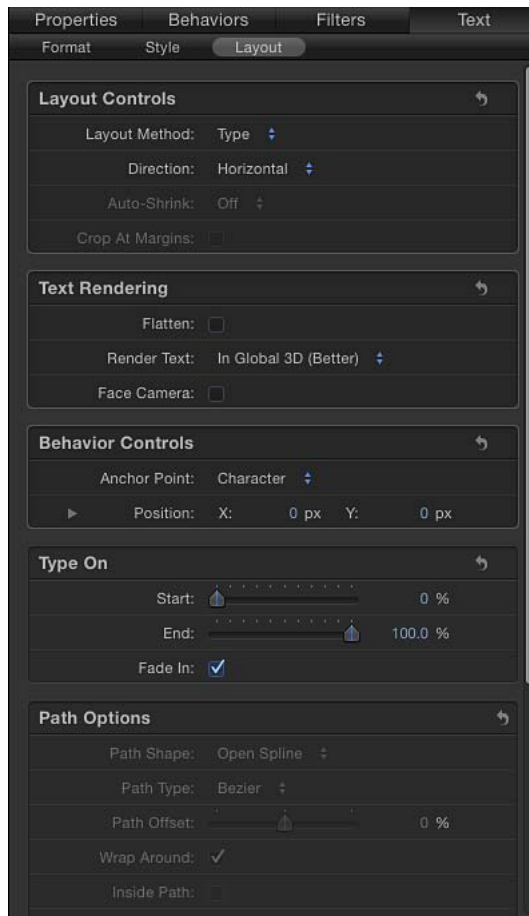 Properties Behaviors Filters Text
Format Style Layout
Layout Controls
Layout Method: Type
Direction: Horizontal
Auto-Shrink: Off
Crop At Margins:
Text Rendering
Flatten:
Render Text: In Global 3D (Better)
Face Camera:
Behavior Controls
Anchor Point: Character
Position: X: 0 px Y: 0 px
Type On
Start: 0 %
End: 100.0 %
Fade In:
Path Options
Path Shape: Open Spline
Path Type: Bezier
Path Offset: 0 %
Wrap Around:
Inside Path: